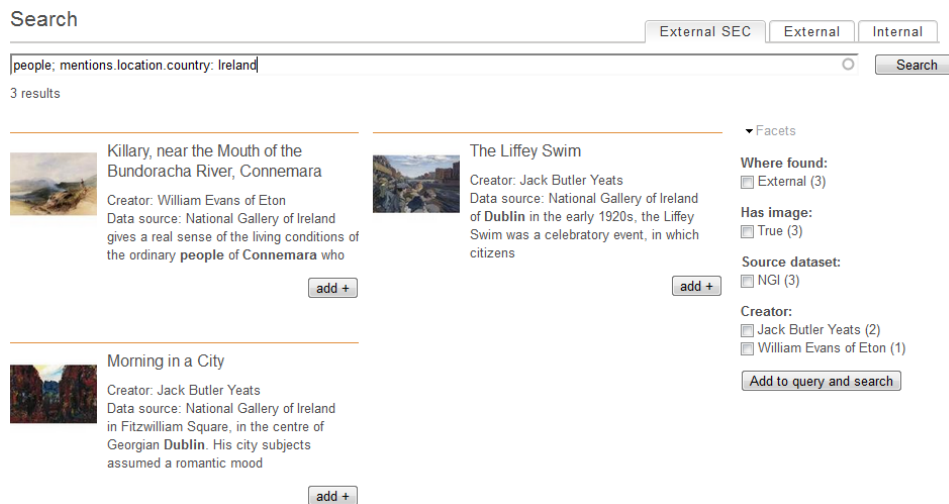 Search
External SEC
External
Internal
people; mentions.location.country: Ireland
Search
3 results
Killary, near the Mouth of the
Bundoracha River, Connemara
Creator: William Evans of Eton
Data source: National Gallery of Ireland
gives a real sense of the living conditions of
the ordinary people of Connemara who
add +
The Liffey Swim
Creator: Jack Butler Yeats
Data source: National Gallery of Ireland
of Dublin in the early 1920s, the Liffey
Swim was a celebratory event, in which
citizens
add +
Morning in a City
Creator: Jack Butler Yeats
Data source: National Gallery of Ireland
in Fitzwilliam Square, in the centre of
Georgian Dublin. His city subjects
assumed a romantic mood
add +
Facets
Where found:
External (3)
Has image:
True (3)
Source dataset:
NGI (3)
Creator:
Jack Butler Yeats (2)
William Evans of Eton (1)
Add to query and search